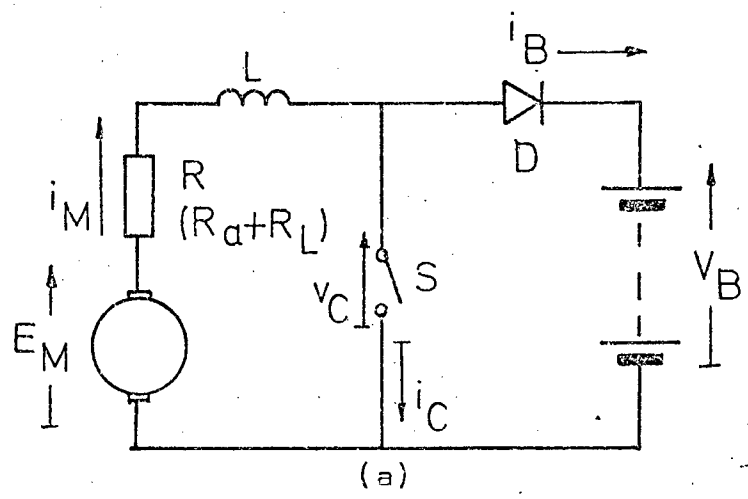 i_B
L
D
R
(R_a+R_L)
i_M
E_M
v_C
S
i_C
V_B
(a)